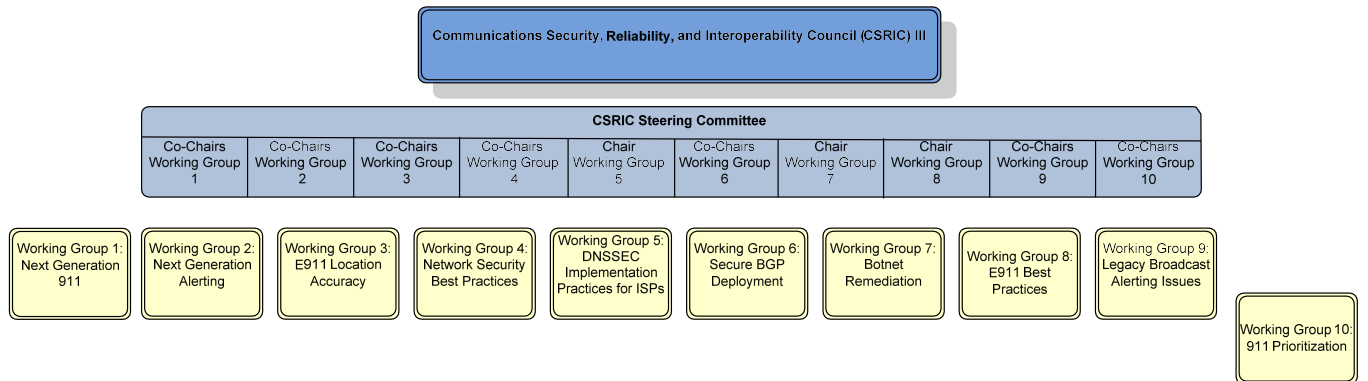 Communications Security, Reliability, and Interoperability Council (CSRIC) III
CSRIC Steering Committee
Co-Chairs
Working Group
1
Co-Chairs
Working Group
2
Co-Chairs
Working Group
3
Co-Chairs
Working Group
4
Chair
Working Group
5
Co-Chairs
Working Group
6
Chair
Working Group
7
Chair
Working Group
8
Co-Chairs
Working Group
9
Co-Chairs
Working Group
10
Working Group 1:
Next Generation
911
Working Group 2:
Next Generation
Alerting
Working Group 3:
E911 Location
Accuracy
Working Group 4:
Network Security
Best Practices
Working Group 5:
DNSSEC
Implementation
Practices for ISPs
Working Group 6:
Secure BGP
Deployment
Working Group 7:
Botnet
Remediation
Working Group 8:
E911 Best
Practices
Working Group 9:
Legacy Broadcast
Alerting Issues
Working Group 10:
911 Prioritization